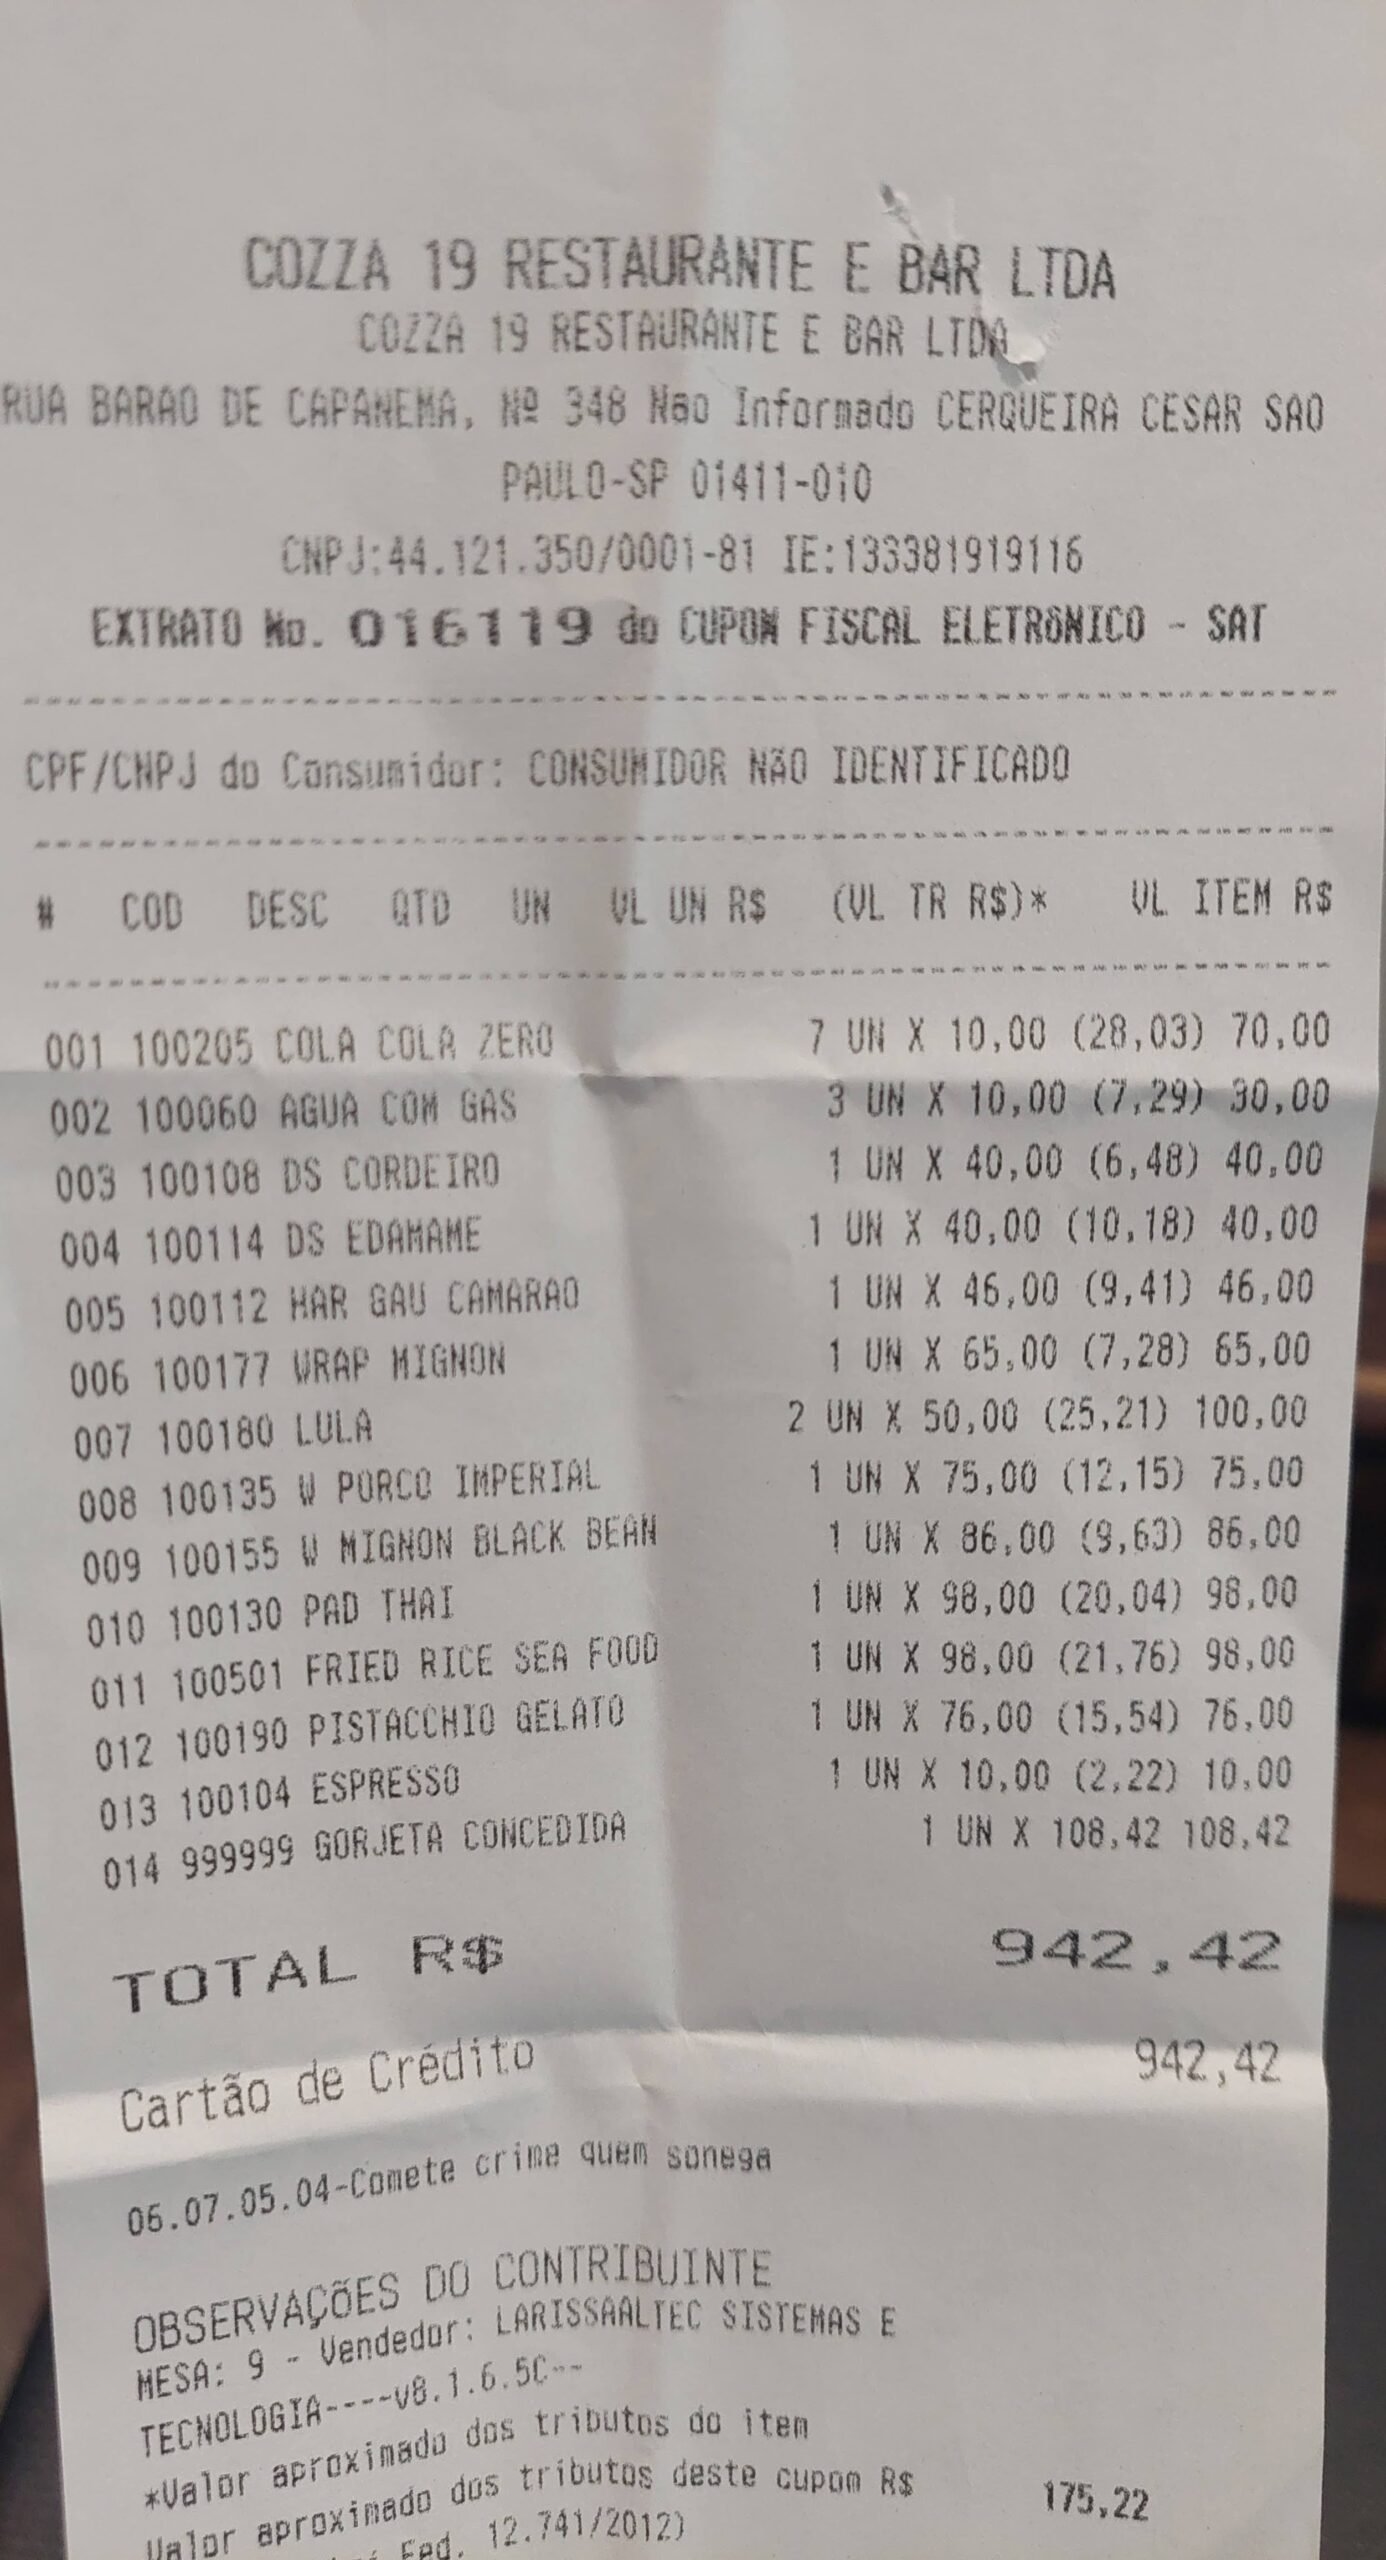 COZZA 19 RESTAURANTE E BAR LTDA
COZZA 19 RESTAURANTE E BAR LTDA
RUA BARAO DE CAPANEMA, Nº 348 Nao Informado CERQUEIRA CESAR SAO
PAULO-SP 01411-010
CNPJ:44.121.350/0001-81 IE:133381919116
EXTRATO No. 016119 do CUPOM FISCAL ELETRôNICO - SAT
CPF/CNPJ do Consumidor: CONSUMIDOR NãO IDENTIFICADO
# COD DESC QTD UN VL UN R$ (VL TR R$)* VL ITEM R$
001 100205 COLA COLA ZERO 7 UN X 10,00 (28,03) 70,00
002 100060 AGUA COM GAS 3 UN X 10,00 (7,29) 30,00
003 100108 DS CORDEIRO 1 UN X 40,00 (6,48) 40,00
004 100114 DS EDAMAME 1 UN X 40,00 (10,18) 40,00
005 100112 HAR GAU CAMARAO 1 UN X 46,00 (9,41) 46,00
006 100177 WRAP MIGNON 1 UN X 65,00 (7,28) 65,00
007 100180 LULA 2 UN X 50,00 (25,21) 100,00
008 100135 W PORCO IMPERIAL 1 UN X 75,00 (12,15) 75,00
009 100155 W MIGNON BLACK BEAN 1 UN X 86,00 (9,63) 86,00
010 100130 PAD THAI 1 UN X 98,00 (20,04) 98,00
011 100501 FRIED RICE SEA FOOD 1 UN X 98,00 (21,76) 98,00
012 100190 PISTACCHIO GELATO 1 UN X 76,00 (15,54) 76,00
013 100104 ESPRESSO 1 UN X 10,00 (2,22) 10,00
014 999999 GORJETA CONCEDIDA 1 UN X 108,42 108,42
TOTAL R$ 942,42
Cartão de Crédito 942,42
06.07.05.04-Comete crime quem sonega
OBSERVAÇõES DO CONTRIBUINTE
MESA: 9 - Vendedor: LARISSAALTEC SISTEMAS E
TECNOLOGIA----v8.1.6.5C--
*Valor aproximado dos tributos do item
Valor aproximado dos tributos deste cupom R$ 175,22
Fed. 12.741/2012)